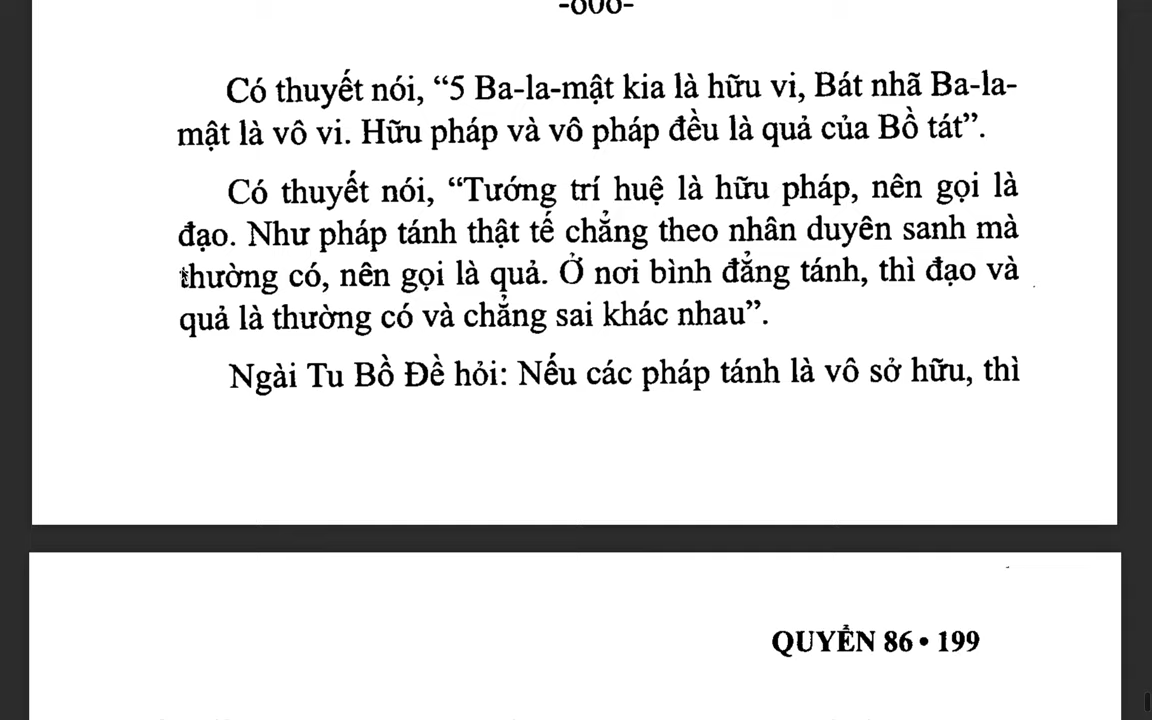 -oOo-
Có thuyết nói, “5 Ba-la-mật kia là hữu vi, Bát nhã Ba-la-
mật là vô vi. Hữu pháp và vô pháp đều là quả của Bồ tát”.
Có thuyết nói, “Tướng trí huệ là hữu pháp, nên gọi là
đạo. Như pháp tánh thật tế chẳng theo nhân duyên sanh mà
thường có, nên gọi là quả. Ở nơi bình đẳng tánh, thì đạo và
quả là thường có và chẳng sai khác nhau”.
Ngài Tu Bồ Đề hỏi: Nếu các pháp tánh là vô sở hữu, thì
QUYỂN 86 • 199